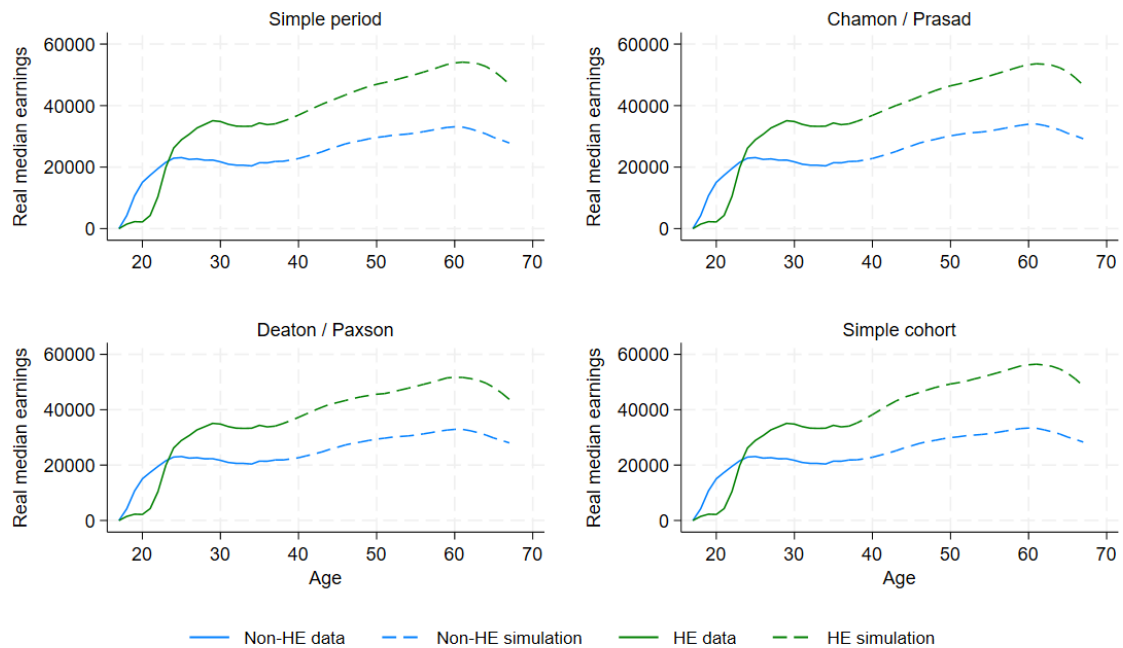 Simple period
Real median earnings
60000
40000
20000
0
20 30 40 50 60 70
Chamon / Prasad
Real median earnings
60000
40000
20000
0
20 30 40 50 60 70
Deaton / Paxson
Real median earnings
60000
40000
20000
0
20 30 40 50 60 70
Age
Simple cohort
Real median earnings
60000
40000
20000
0
20 30 40 50 60 70
Age
Non-HE data Non-HE simulation HE data HE simulation